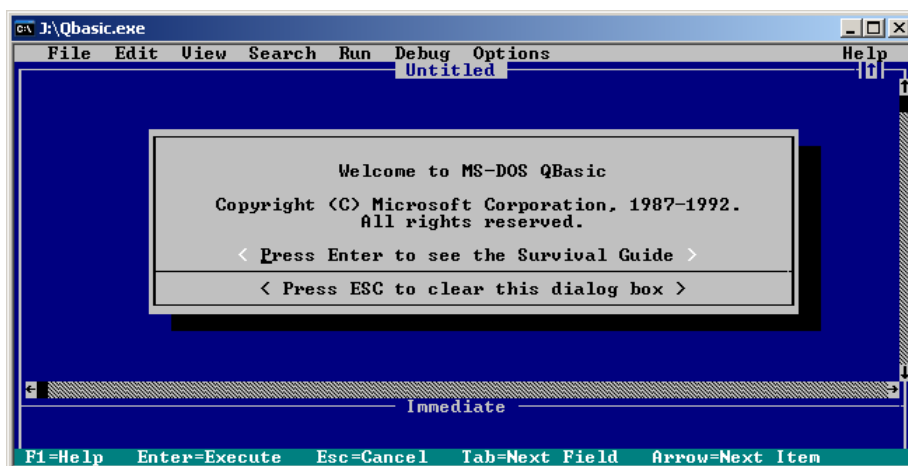 J:\Qbasic.exe
File Edit View Search Run Debug Options Help
Untitled
Welcome to MS-DOS QBasic
Copyright (C) Microsoft Corporation, 1987-1992.
All rights reserved.
< Press Enter to see the Survival Guide >
< Press ESC to clear this dialog box >
Immediate
F1=Help Enter=Execute Esc=Cancel Tab=Next Field Arrow=Next Item